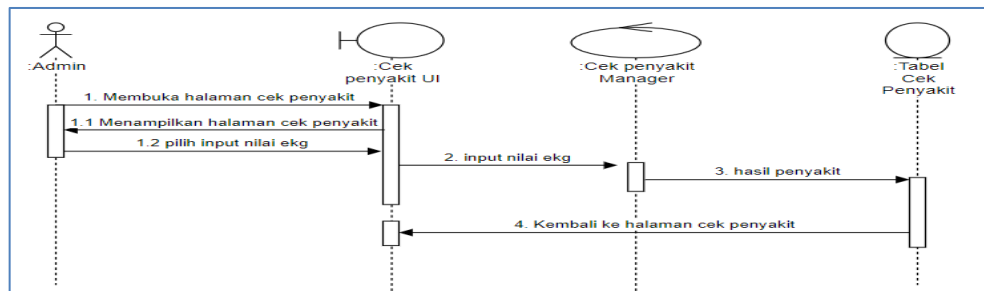 :Admin
:Cek
penyakit UI
:Cek penyakit
Manager
:Tabel
Cek
Penyakit
1. Membuka halaman cek penyakit
1.1 Menampilkan halaman cek penyakit
1.2 pilih input nilai ekg
2. input nilai ekg
3. hasil penyakit
4. Kembali ke halaman cek penyakit